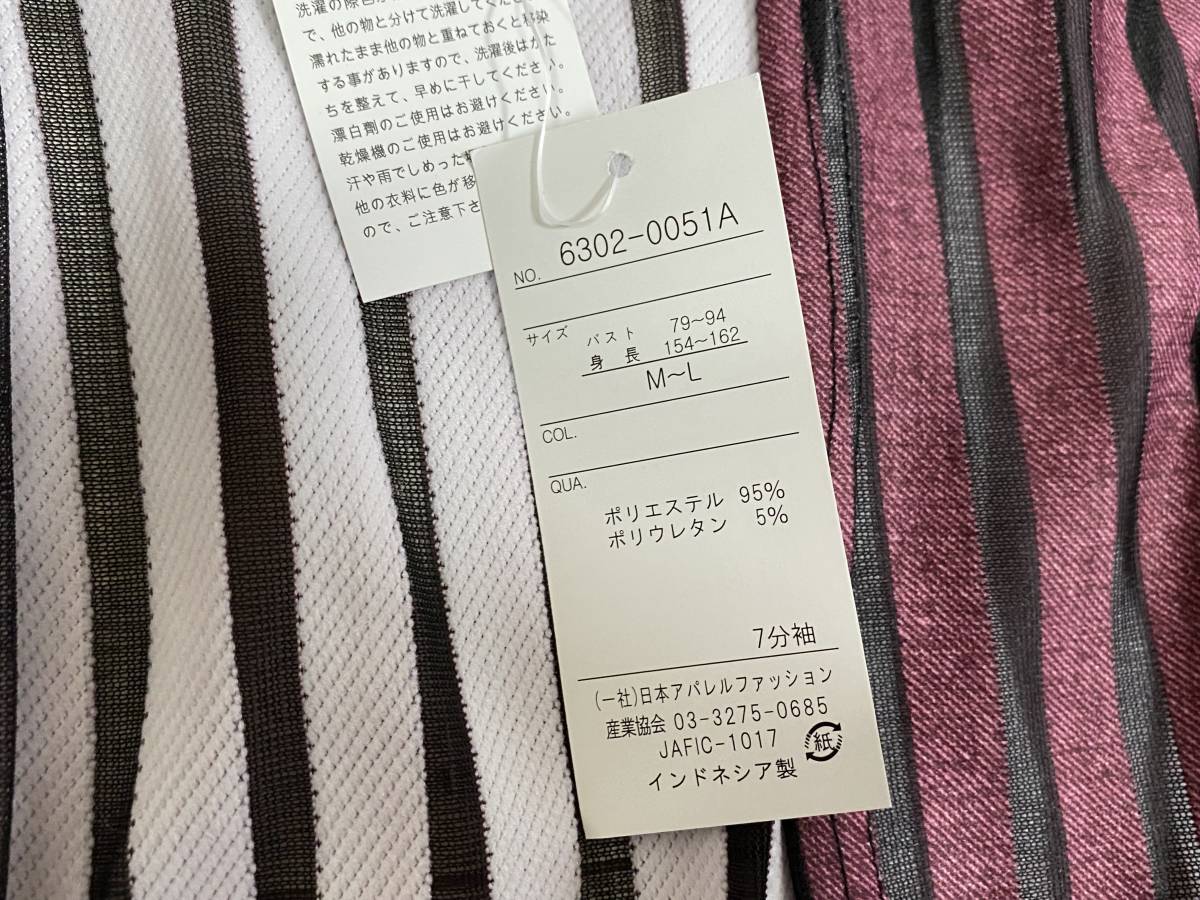 洗濯の際色が
で、他の物と分けて洗濯してくだ
濡れたまま他の物と重ねておくと移染
する事がありますので、洗濯後はかた
ちを整えて、早めに干してください。
漂白剤のご使用はお避けください。
乾燥機のご使用はお避けください。
汗や雨でしめった
他の衣料に色が移
ので、ご注意下さ
NO. 6302-0051A
サイズ バスト 79~94
身長 154~162
M~L
COL.
QUA.
ポリエステル 95%
ポリウレタン 5%
7分袖
(一社)日本アパレルファッション
産業協会 03-3275-0685
JAFIC-1017
紙
インドネシア製